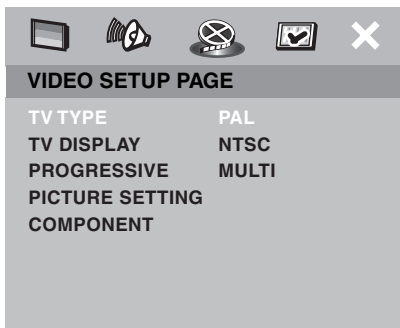 VIDEO SETUP PAGE
TV TYPE PAL
TV DISPLAY NTSC
PROGRESSIVE MULTI
PICTURE SETTING
COMPONENT